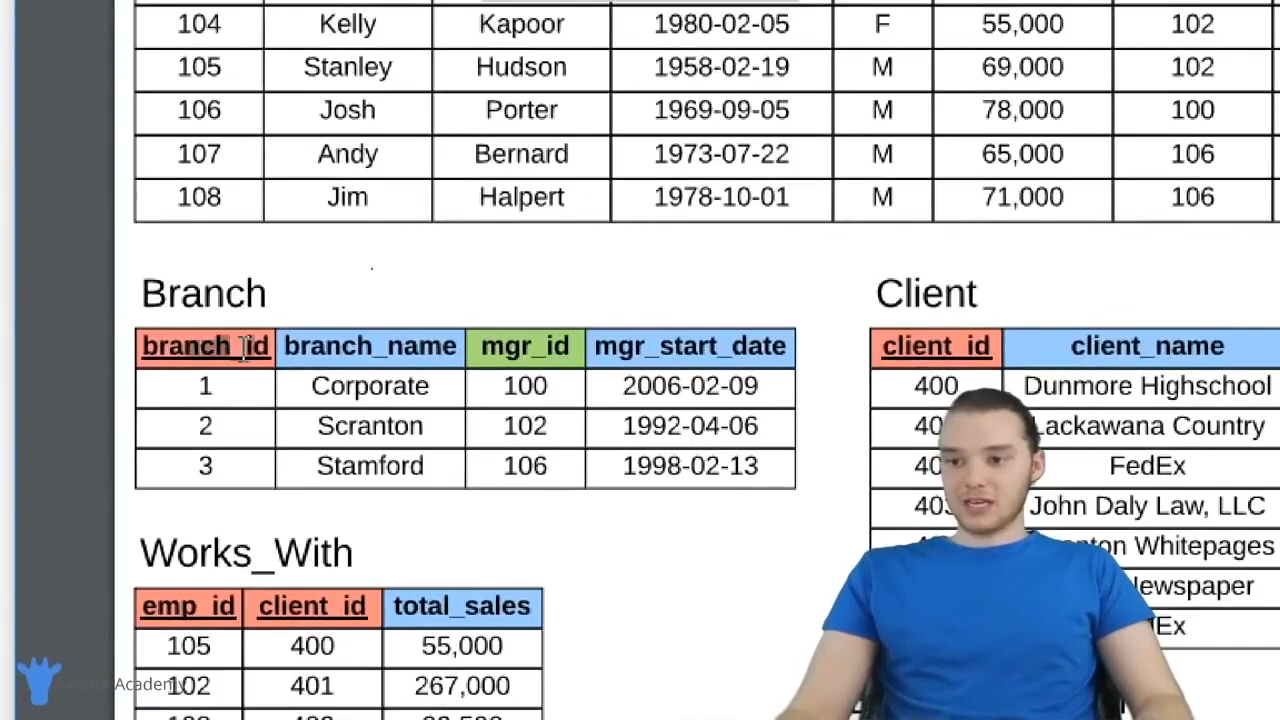 104 Kelly Kapoor 1980-02-05 F 55,000 102
105 Stanley Hudson 1958-02-19 M 69,000 102
106 Josh Porter 1969-09-05 M 78,000 100
107 Andy Bernard 1973-07-22 M 65,000 106
108 Jim Halpert 1978-10-01 M 71,000 106
Branch
branch_id branch_name mgr_id mgr_start_date
1 Corporate 100 2006-02-09
2 Scranton 102 1992-04-06
3 Stamford 106 1998-02-13
Client
client_id client_name
400 Dunmore Highschool
Lackawana Country
FedEx
John Daly Law, LLC
Whitepages
Newspaper
Works_With
emp_id client_id total_sales
105 400 55,000
102 401 267,000
Academy